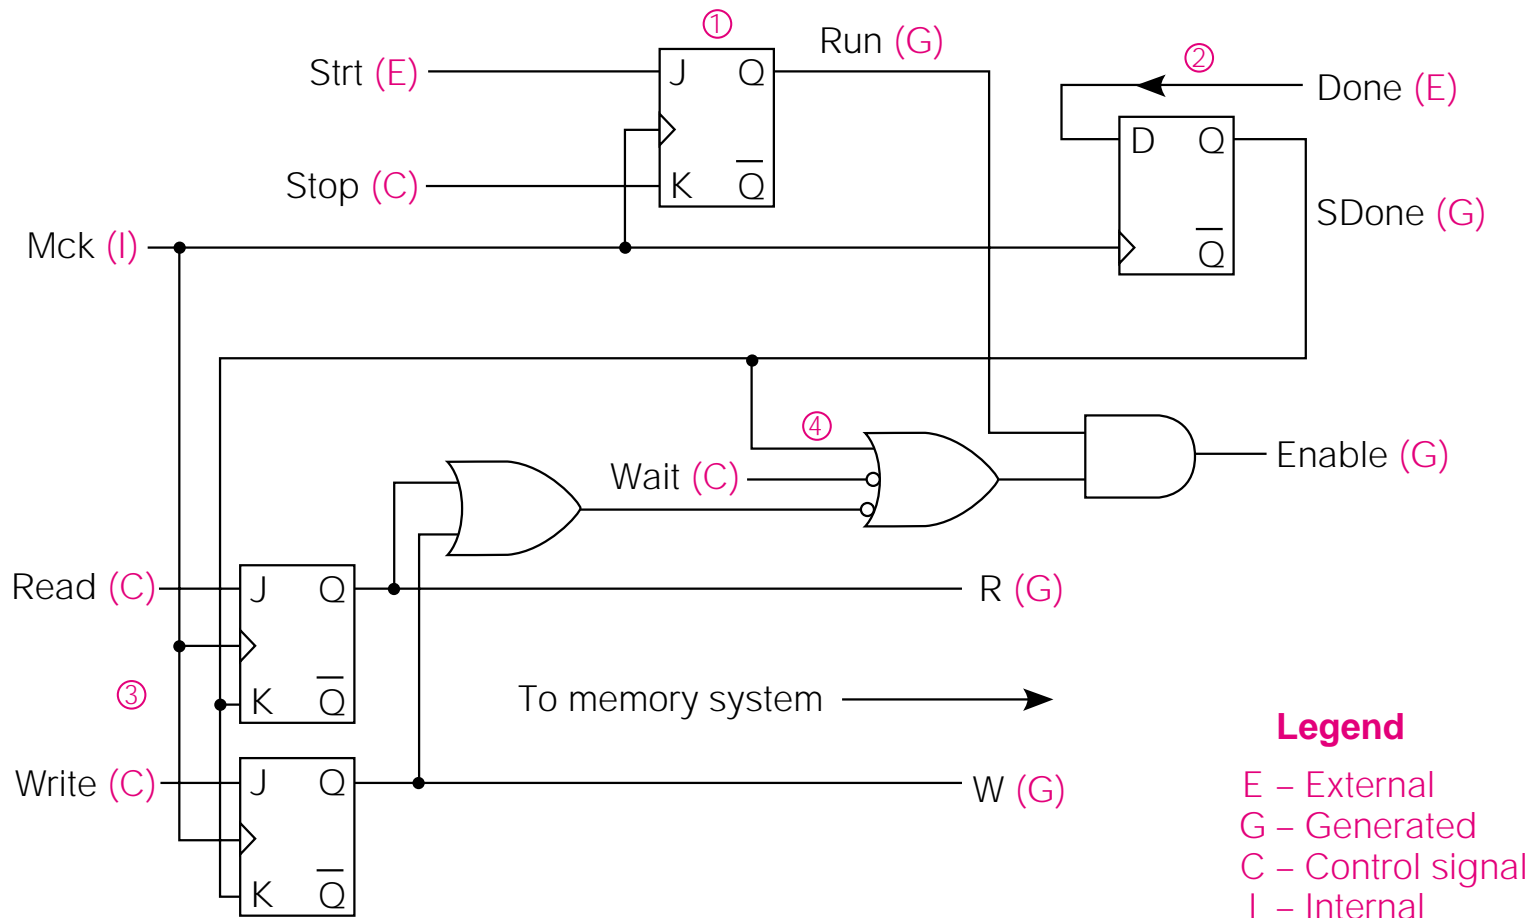 ①
Run (G)
Strt (E)
J Q
②
Done (E)
D Q
Stop (C)
K Q
SDone (G)
Mck (I)
Q
④
Wait (C)
Enable (G)
Read (C)
J Q
R (G)
③
K Q
To memory system
Legend
Write (C)
J Q
W (G)
E – External
G – Generated
C – Control signal
K Q
I – Internal